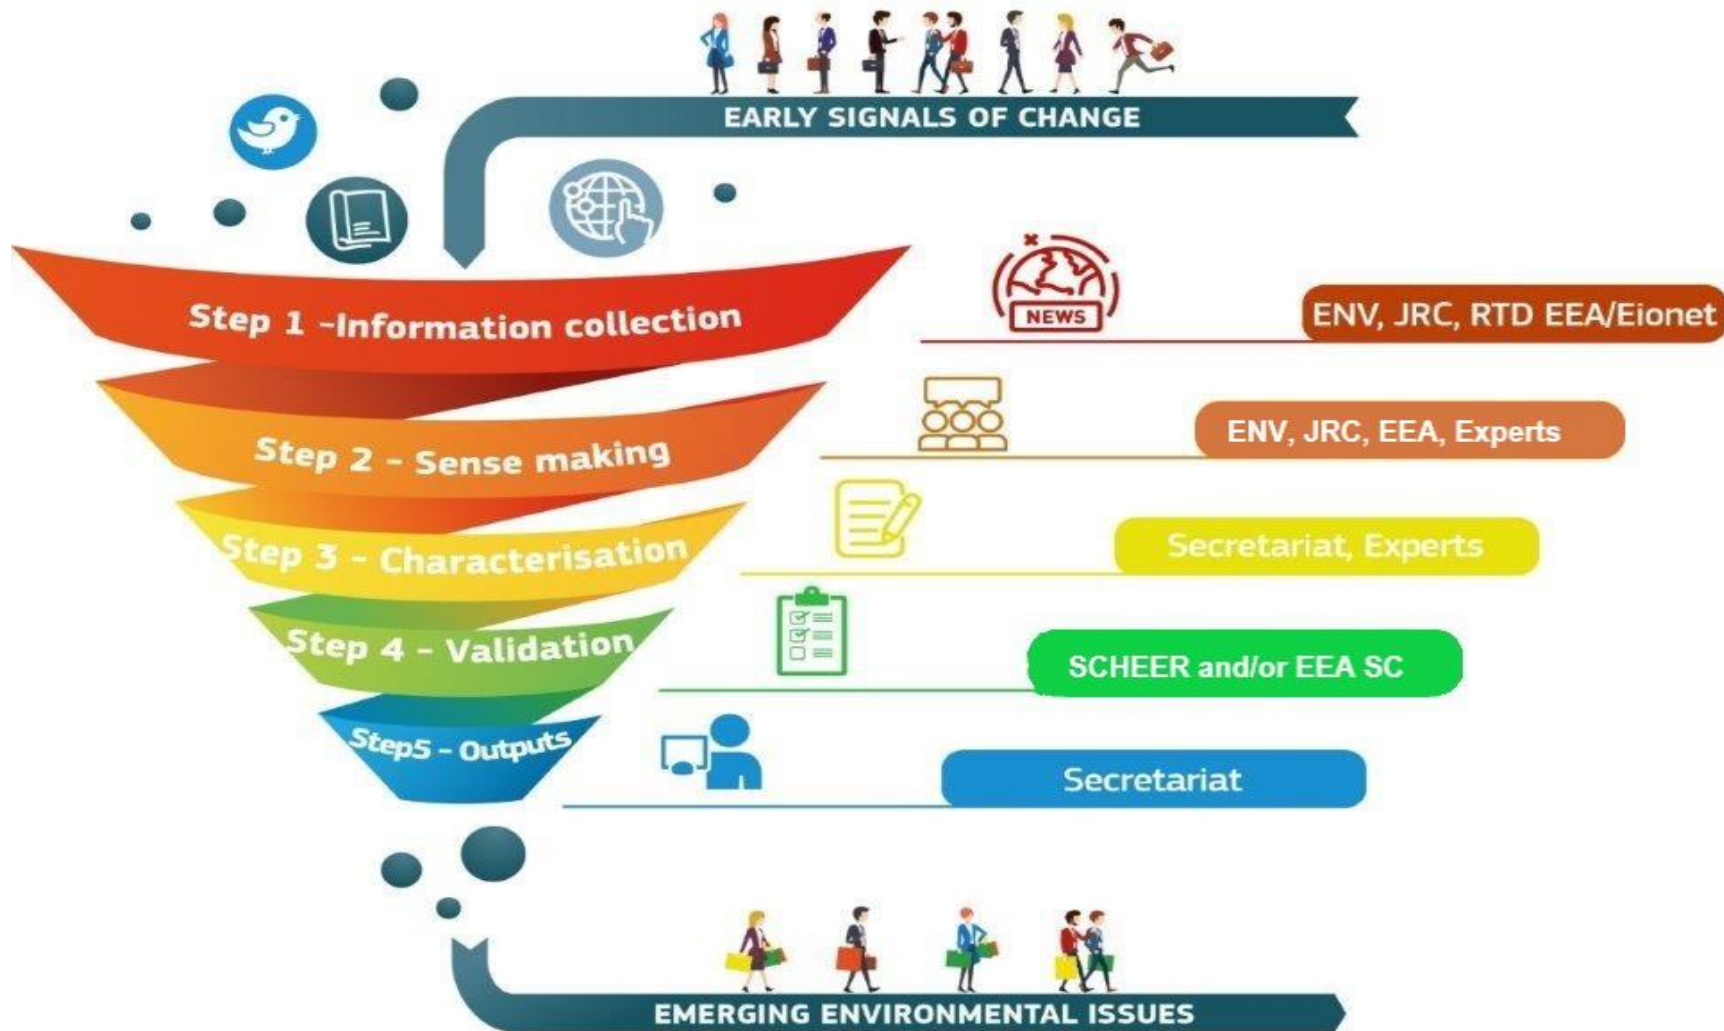 EARLY SIGNALS OF CHANGE
Step 1 -Information collection
NEWS
ENV, JRC, RTD EEA/Eionet
Step 2 - Sense making
ENV, JRC, EEA, Experts
Step 3 - Characterisation
Secretariat, Experts
Step 4 - Validation
SCHEER and/or EEA SC
Step5 - Outputs
Secretariat
EMERGING ENVIRONMENTAL ISSUES